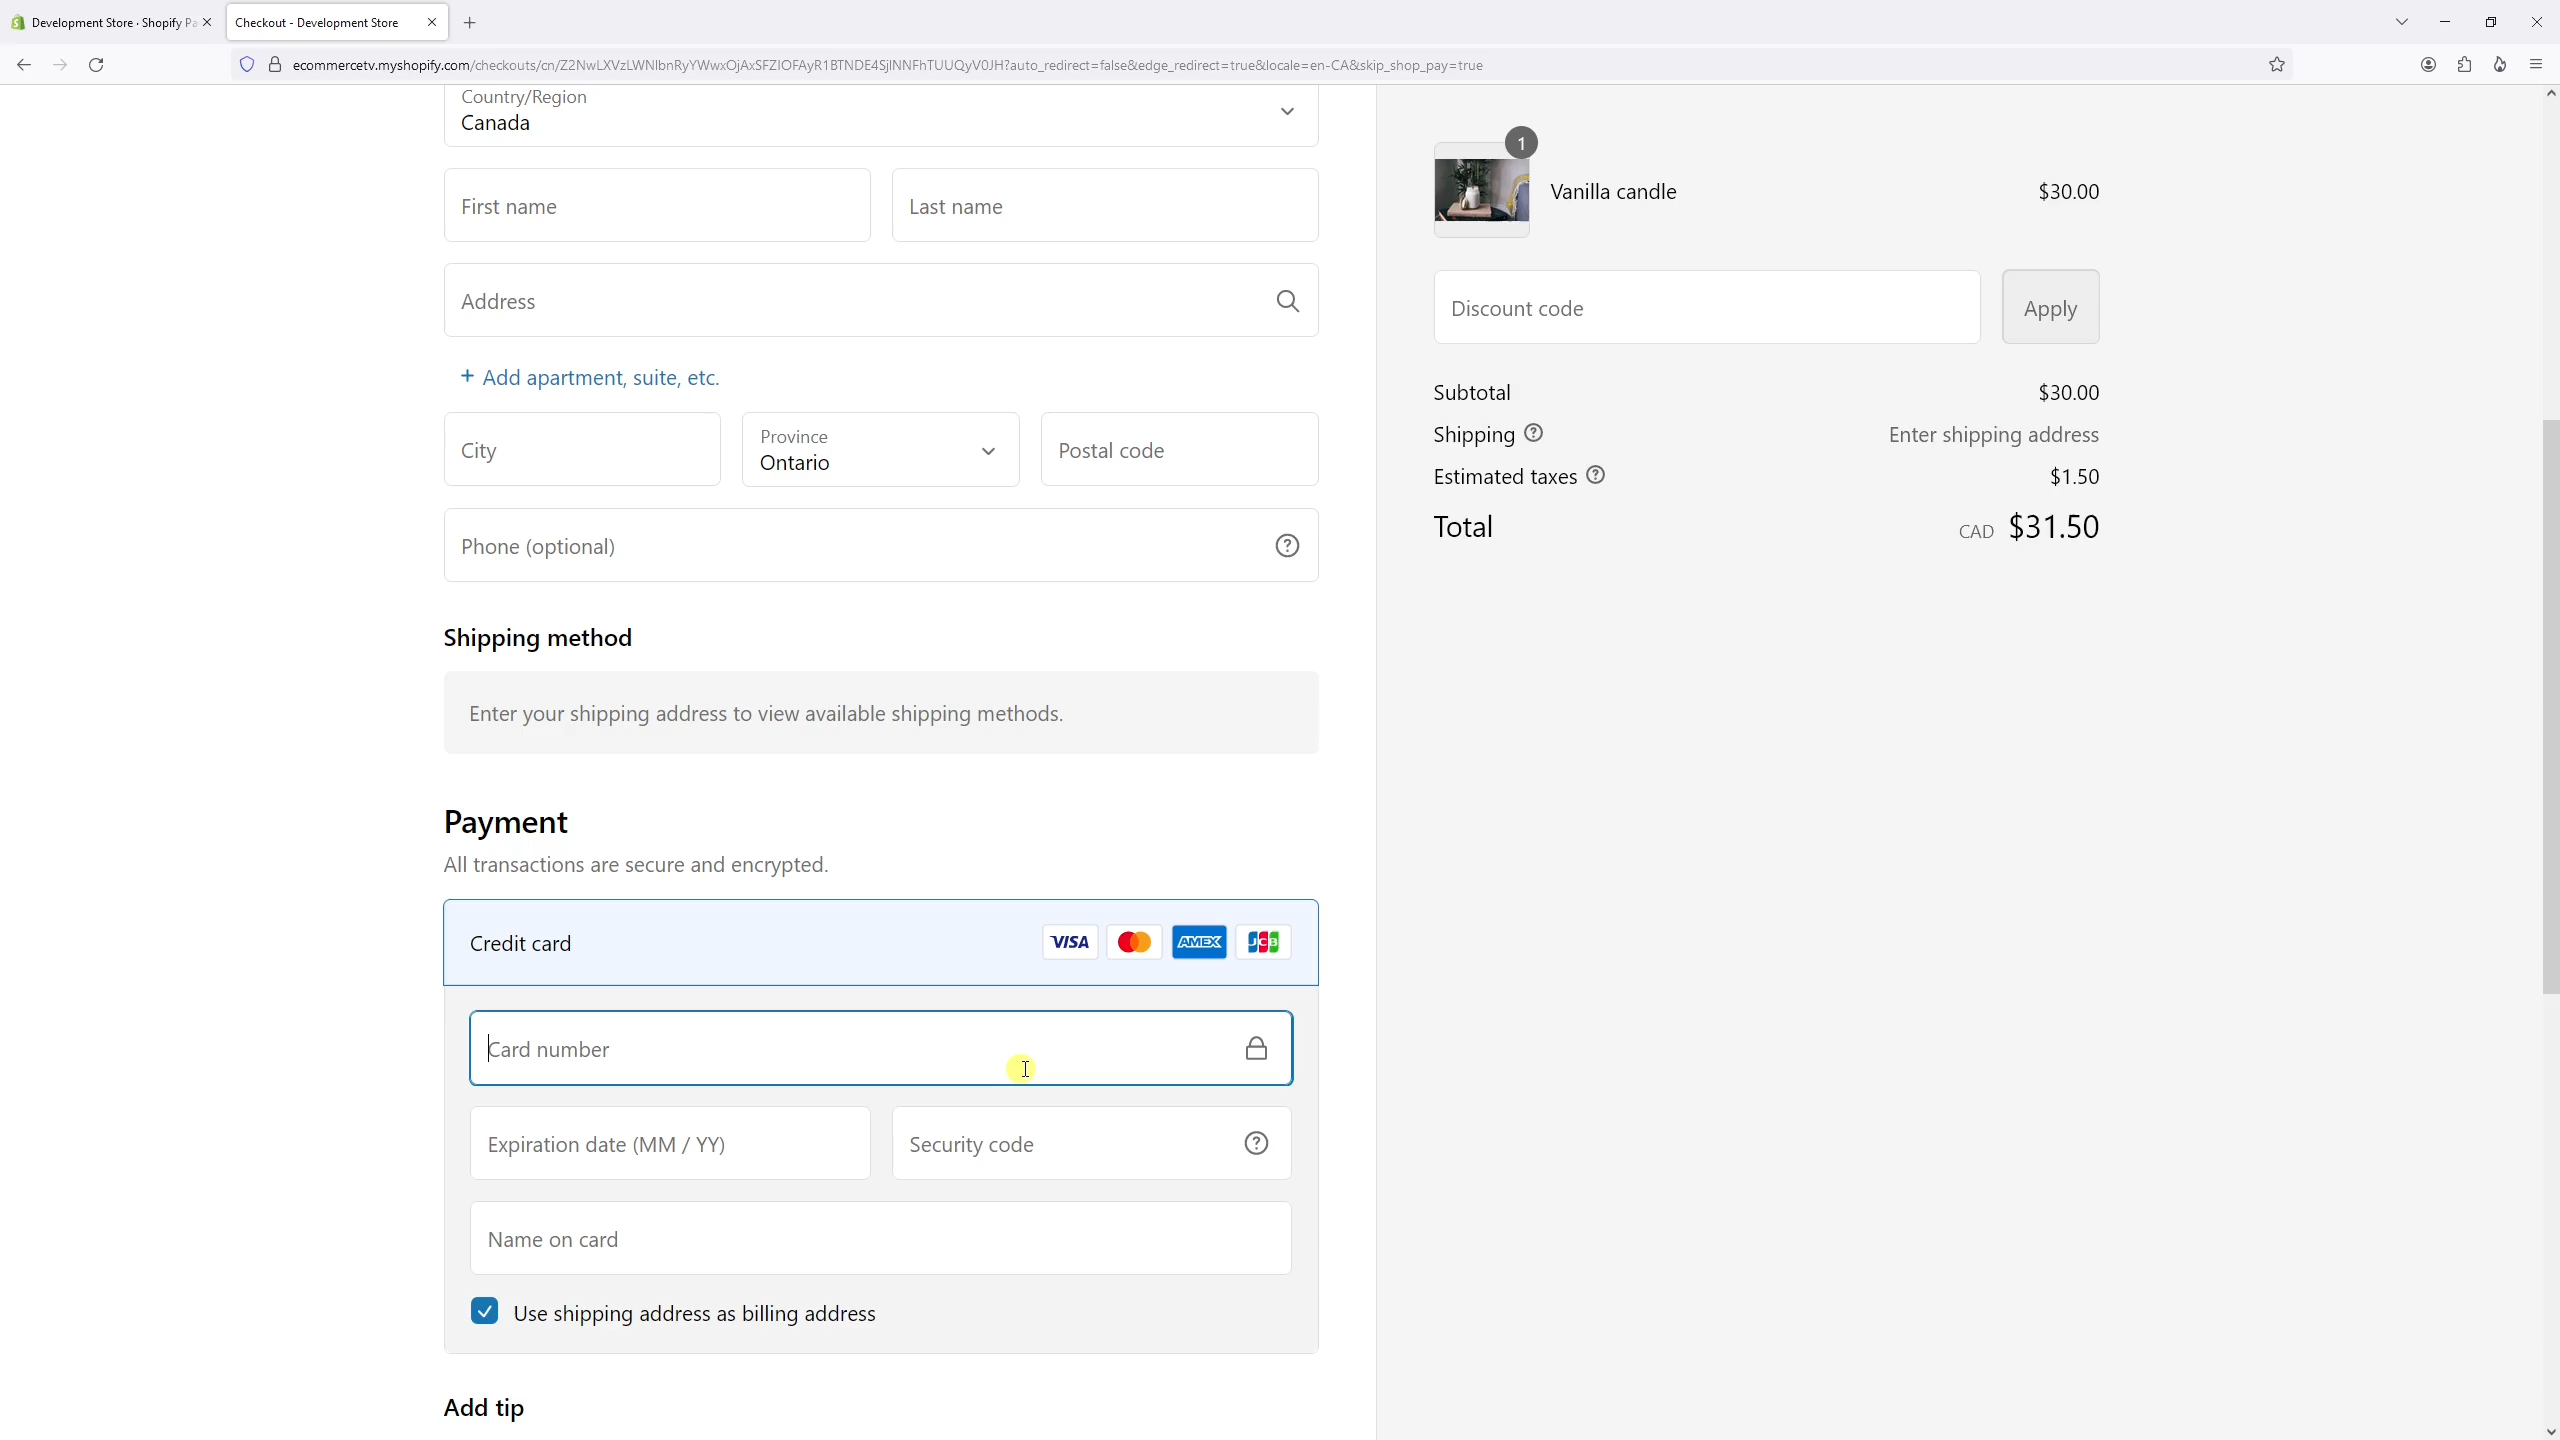 Development Store · Shopify Pa
Checkout - Development Store
ecommercetv.myshopify.com/checkouts/cn/Z2NwLXVzLWNlbnRyYWwxOjAxSFZIOFAyR1BTNDE4SjlNNFhTUUQyV0JH?auto_redirect=false&edge_redirect=true&locale=en-CA&skip_shop_pay=true
Country/Region
Canada
First name
Last name
Address
+ Add apartment, suite, etc.
City
Province
Ontario
Postal code
Phone (optional)
Shipping method
Enter your shipping address to view available shipping methods.
Payment
All transactions are secure and encrypted.
Credit card
VISA
AMEX
JCB
Card number
Expiration date (MM / YY)
Security code
Name on card
Use shipping address as billing address
Add tip
1
Vanilla candle
$30.00
Discount code
Apply
Subtotal
$30.00
Shipping
Enter shipping address
Estimated taxes
$1.50
Total
CAD $31.50